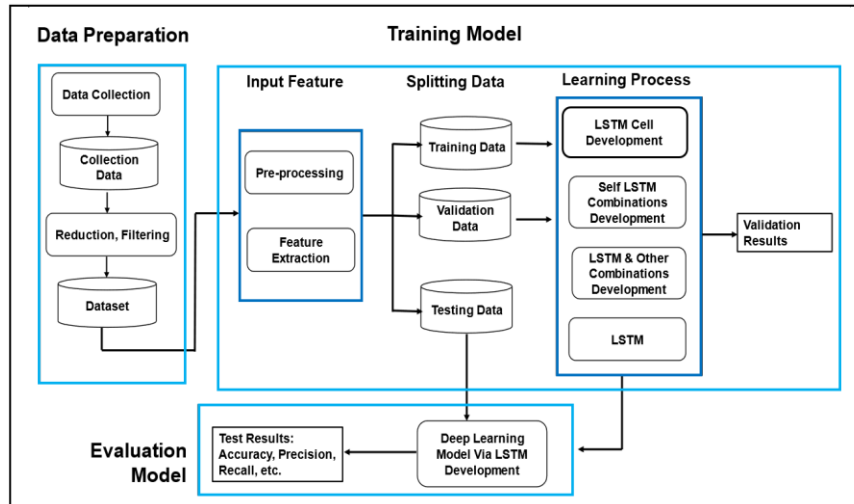 Data Preparation
Training Model
Data Collection
Collection
Data
Reduction, Filtering
Dataset
Input Feature
Pre-processing
Feature
Extraction
Splitting Data
Training Data
Validation
Data
Testing Data
Learning Process
LSTM Cell
Development
Self LSTM
Combinations
Development
LSTM & Other
Combinations
Development
LSTM
Validation
Results
Evaluation
Model
Test Results:
Accuracy, Precision,
Recall, etc.
Deep Learning
Model Via LSTM
Development